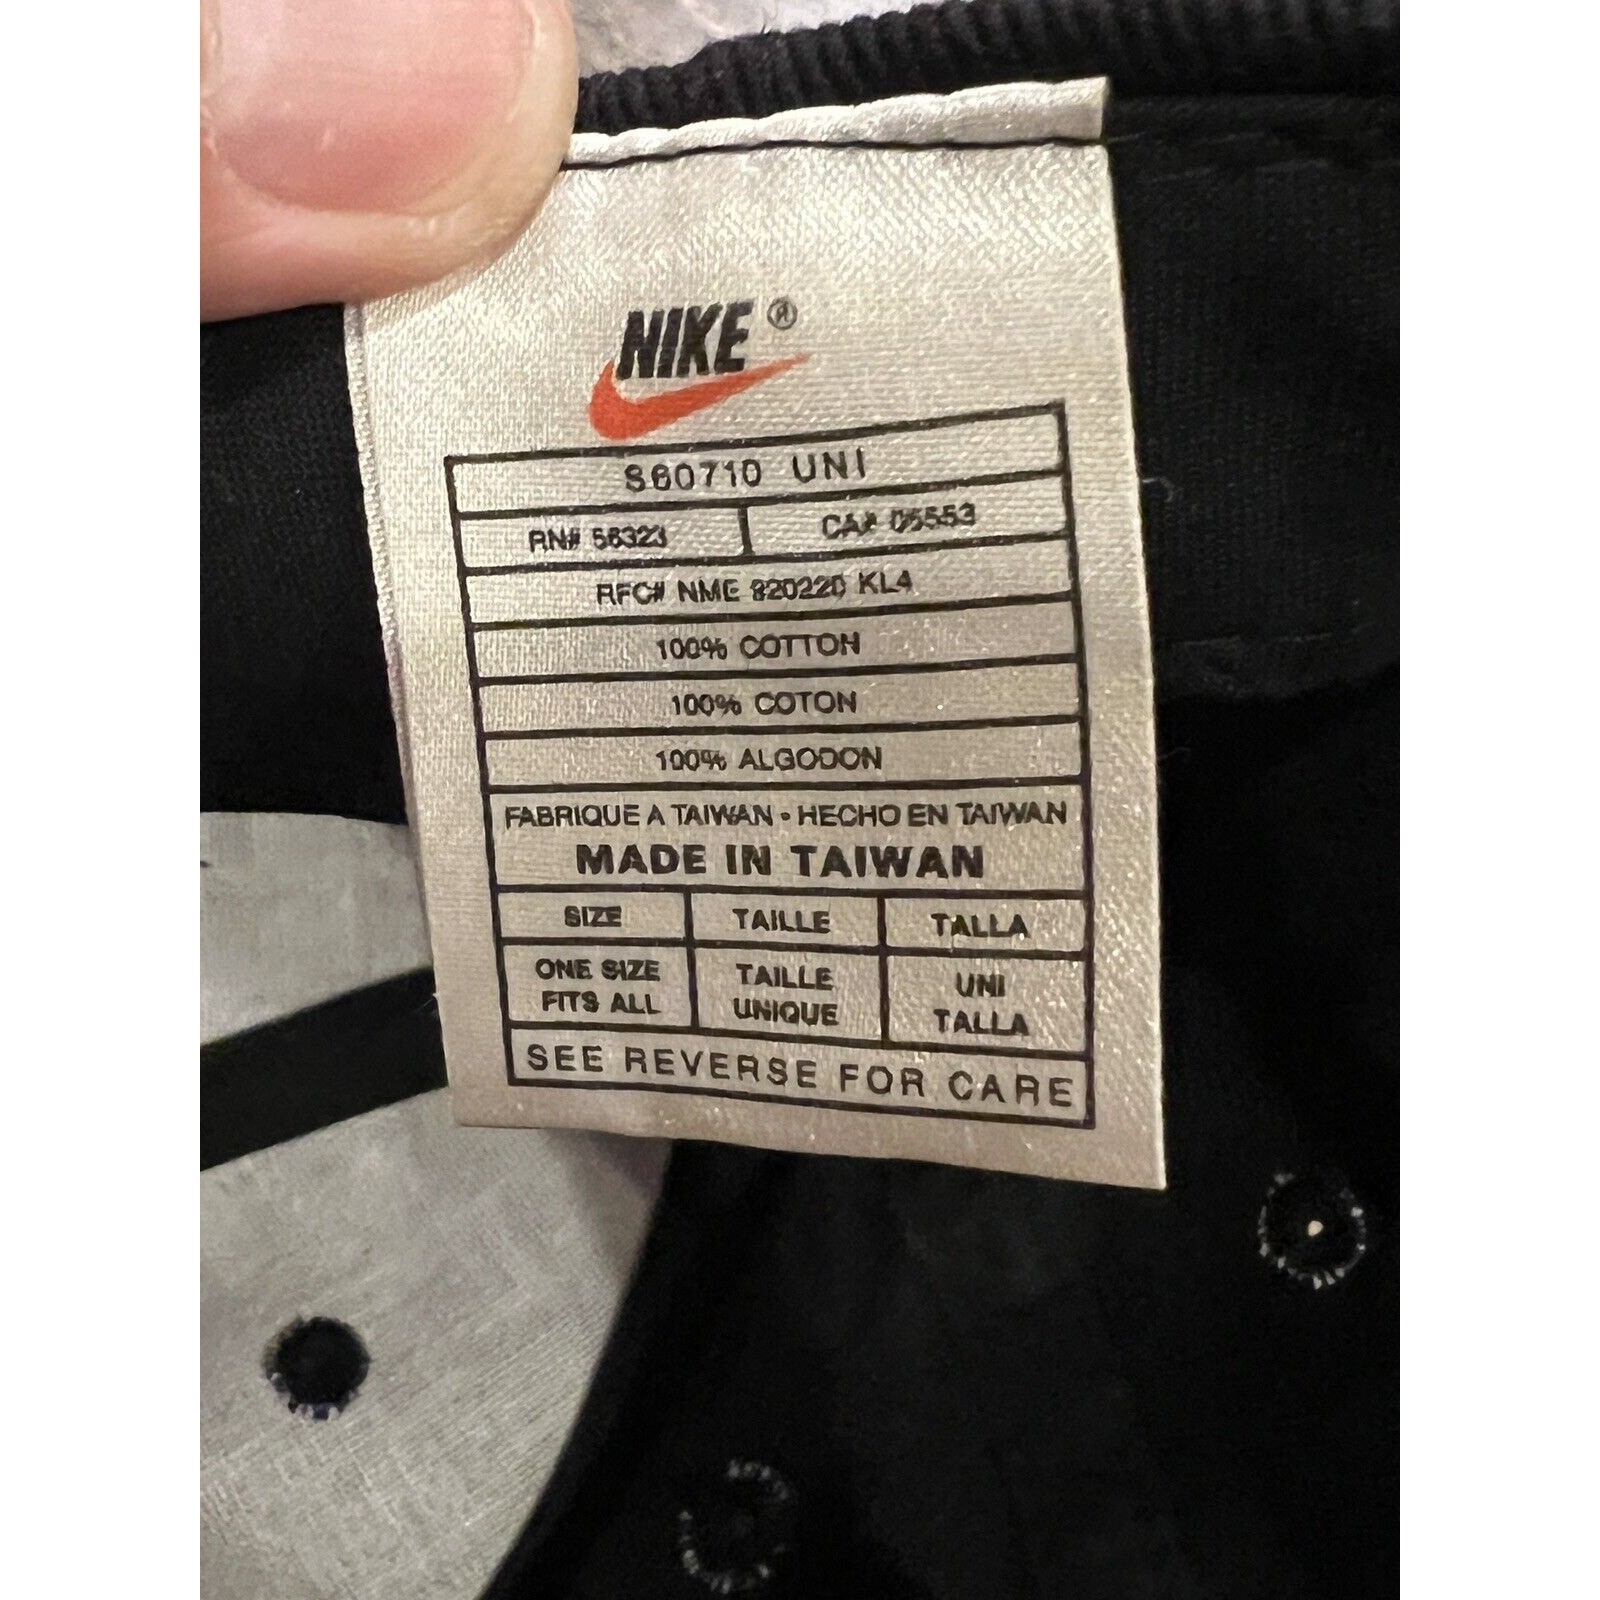 NIKE®
S60710 UNI
RN# 56323 CA# 05553
RFC# NME 920220 KL4
100% COTTON
100% COTON
100% ALGODON
FABRIQUE A TAIWAN • HECHO EN TAIWAN
MADE IN TAIWAN
SIZE TAILLE TALLA
ONE SIZE FITS ALL
TAILLE UNIQUE
UNI TALLA
SEE REVERSE FOR CARE